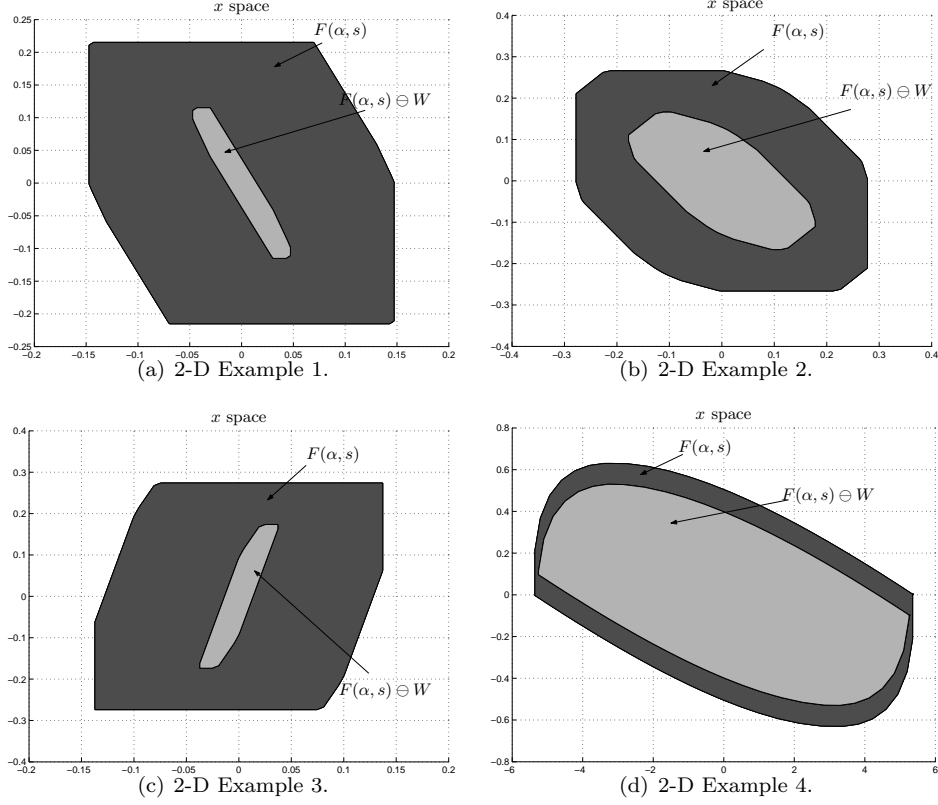 x space
0.25
0.2
0.15
0.1
0.05
0
−0.05
−0.1
−0.15
−0.2
−0.25
−0.2 −0.15 −0.1 −0.05 0 0.05 0.1 0.15 0.2
F(α, s)
F(α, s) ⊖ W
(a) 2-D Example 1.
x space
0.4
0.3
0.2
0.1
0
−0.1
−0.2
−0.3
−0.4
−0.4 −0.3 −0.2 −0.1 0 0.1 0.2 0.3 0.4
F(α, s)
F(α, s) ⊖ W
(b) 2-D Example 2.
x space
0.4
0.3
0.2
0.1
0
−0.1
−0.2
−0.3
−0.4
−0.2 −0.15 −0.1 −0.05 0 0.05 0.1 0.15 0.2
F(α, s)
F(α, s) ⊖ W
(c) 2-D Example 3.
x space
0.8
0.6
0.4
0.2
0
−0.2
−0.4
−0.6
−0.8
−6 −4 −2 0 2 4 6
F(α, s)
F(α, s) ⊖ W
(d) 2-D Example 4.